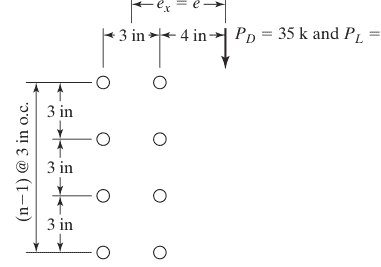 e_x = e
3 in 4 in P_D = 35 k and P_L =
3 in
3 in
3 in
(n−1) @ 3 in o.c.